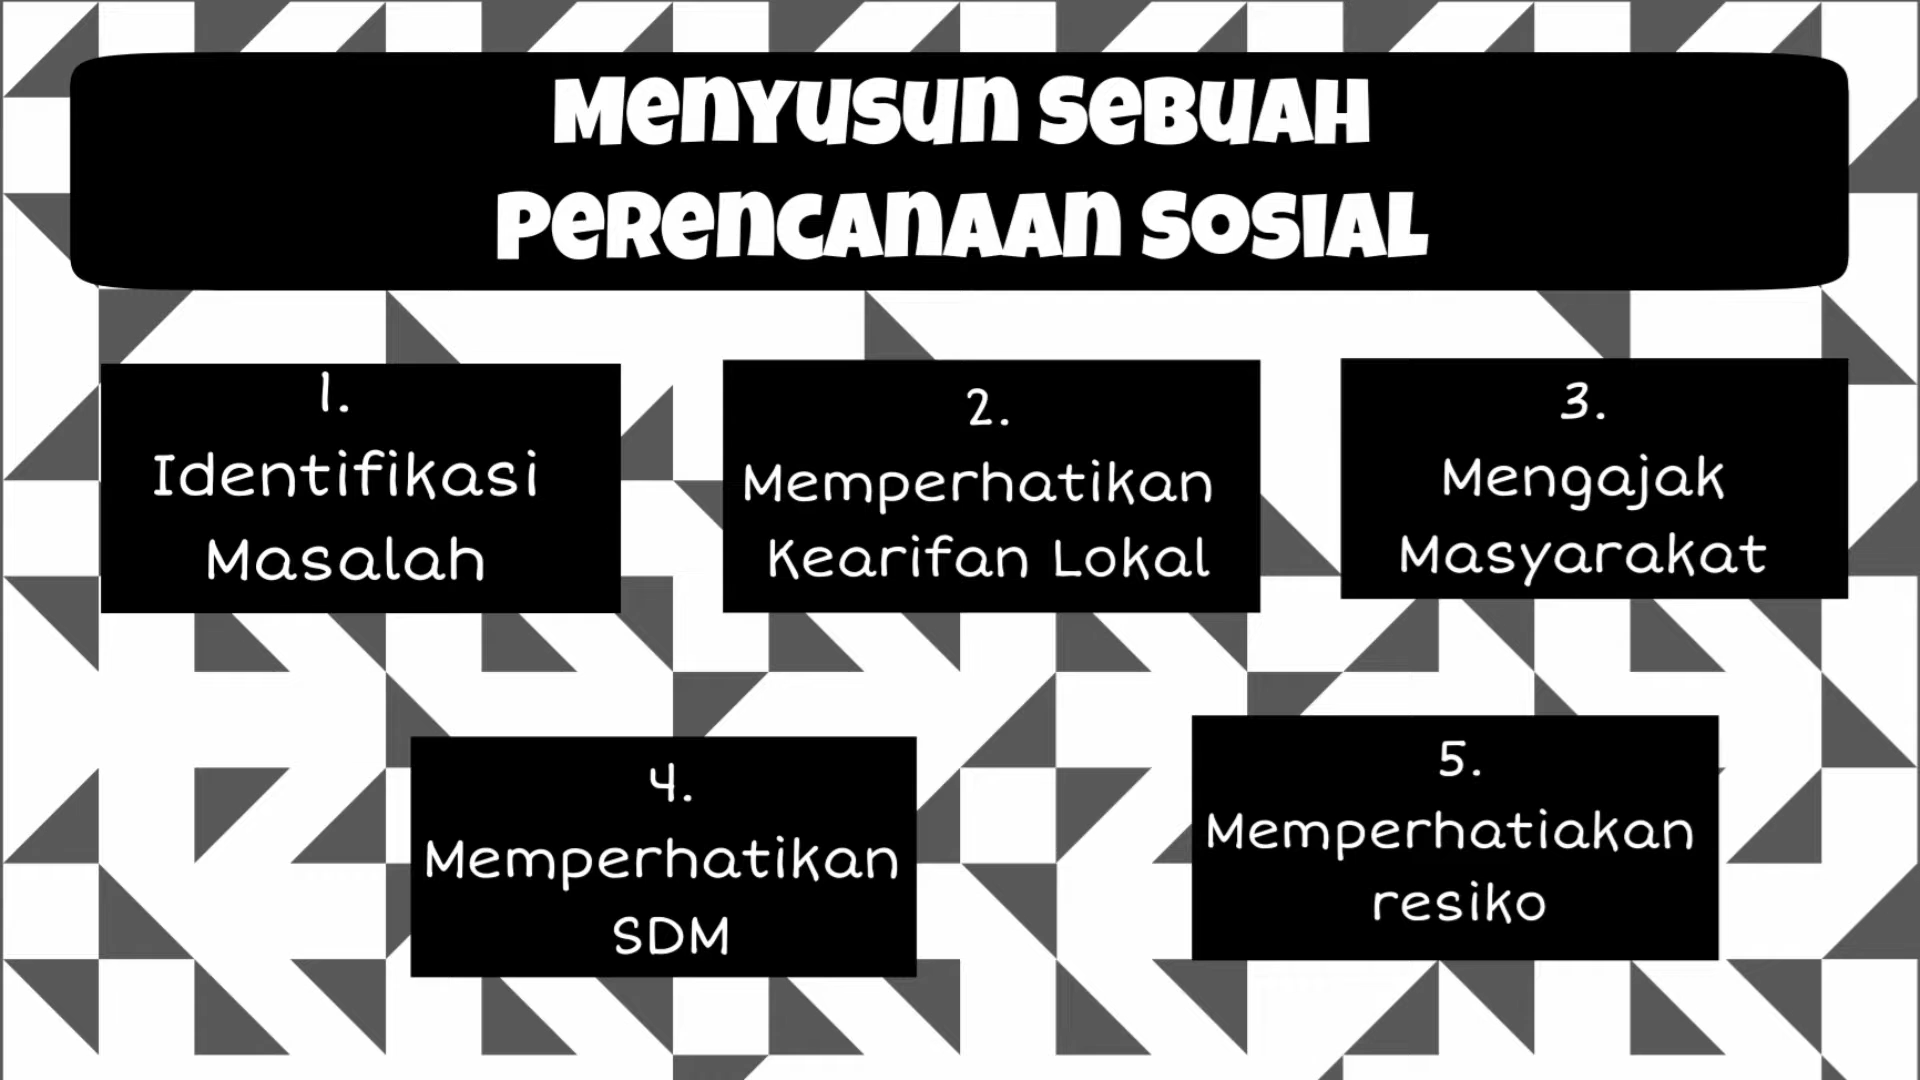 Menyusun Sebuah
Perencanaan Sosial
1.
Identifikasi
Masalah
2.
Memperhatikan
Kearifan Lokal
3.
Mengajak
Masyarakat
4.
Memperhatikan
SDM
5.
Memperhatiakan
resiko